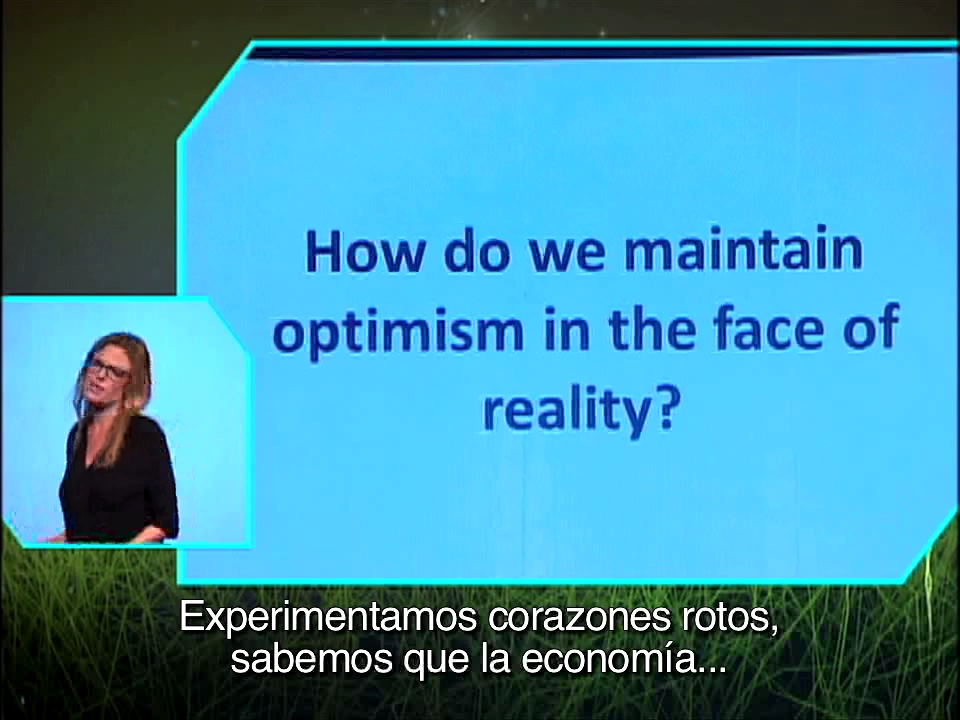 How do we maintain
optimism in the face of
reality?
Experimentamos corazones rotos,
sabemos que la economía...